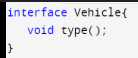 interface Vehicle{
void type();
}